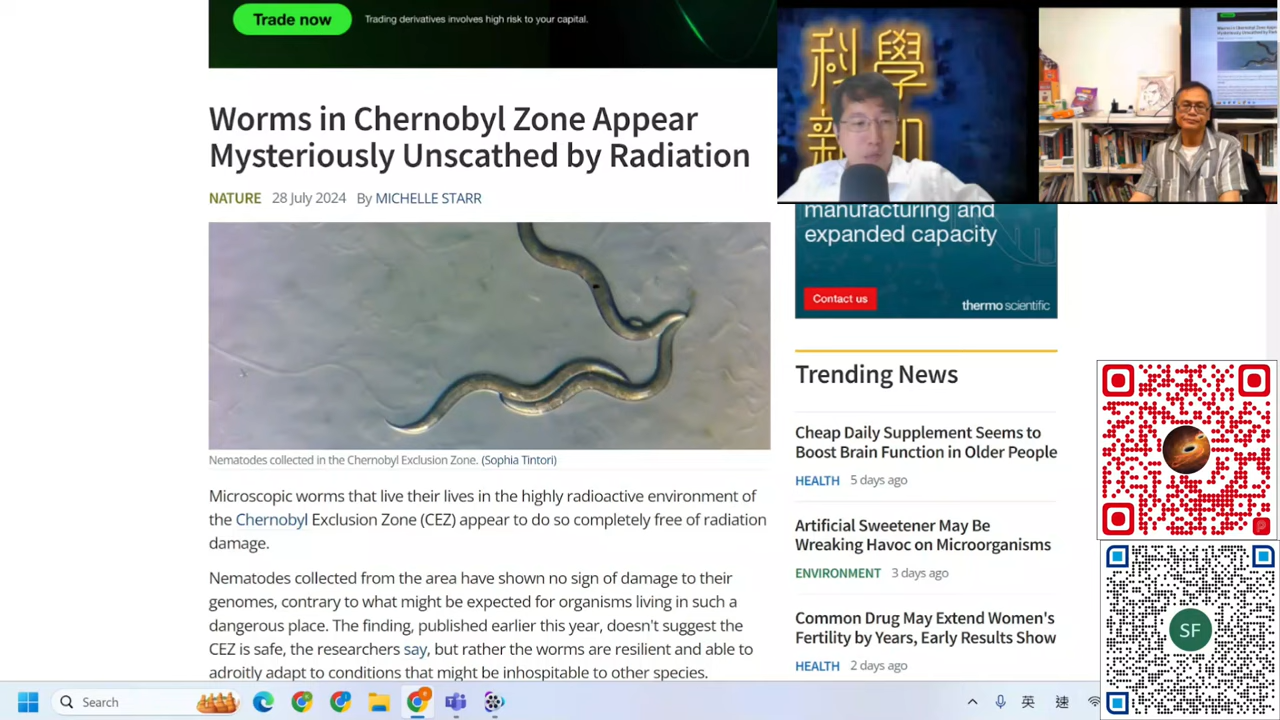 Trade now
Trading derivatives involves high risk to your capital.
Worms in Chernobyl Zone Appear
Mysteriously Unscathed by Radiation
NATURE 28 July 2024 By MICHELLE STARR
Nematodes collected in the Chernobyl Exclusion Zone. (Sophia Tintori)
Microscopic worms that live their lives in the highly radioactive environment of
the Chernobyl Exclusion Zone (CEZ) appear to do so completely free of radiation
damage.
Nematodes collected from the area have shown no sign of damage to their
genomes, contrary to what might be expected for organisms living in such a
dangerous place. The finding, published earlier this year, doesn't suggest the
CEZ is safe, the researchers say, but rather the worms are resilient and able to
adroitly adapt to conditions that might be inhospitable to other species.
科學
新知
manufacturing and
expanded capacity
Contact us
thermo scientific
Trending News
Cheap Daily Supplement Seems to
Boost Brain Function in Older People
HEALTH 5 days ago
Artificial Sweetener May Be
Wreaking Havoc on Microorganisms
ENVIRONMENT 3 days ago
Common Drug May Extend Women's
Fertility by Years, Early Results Show
HEALTH 2 days ago
SF
Search
英
速